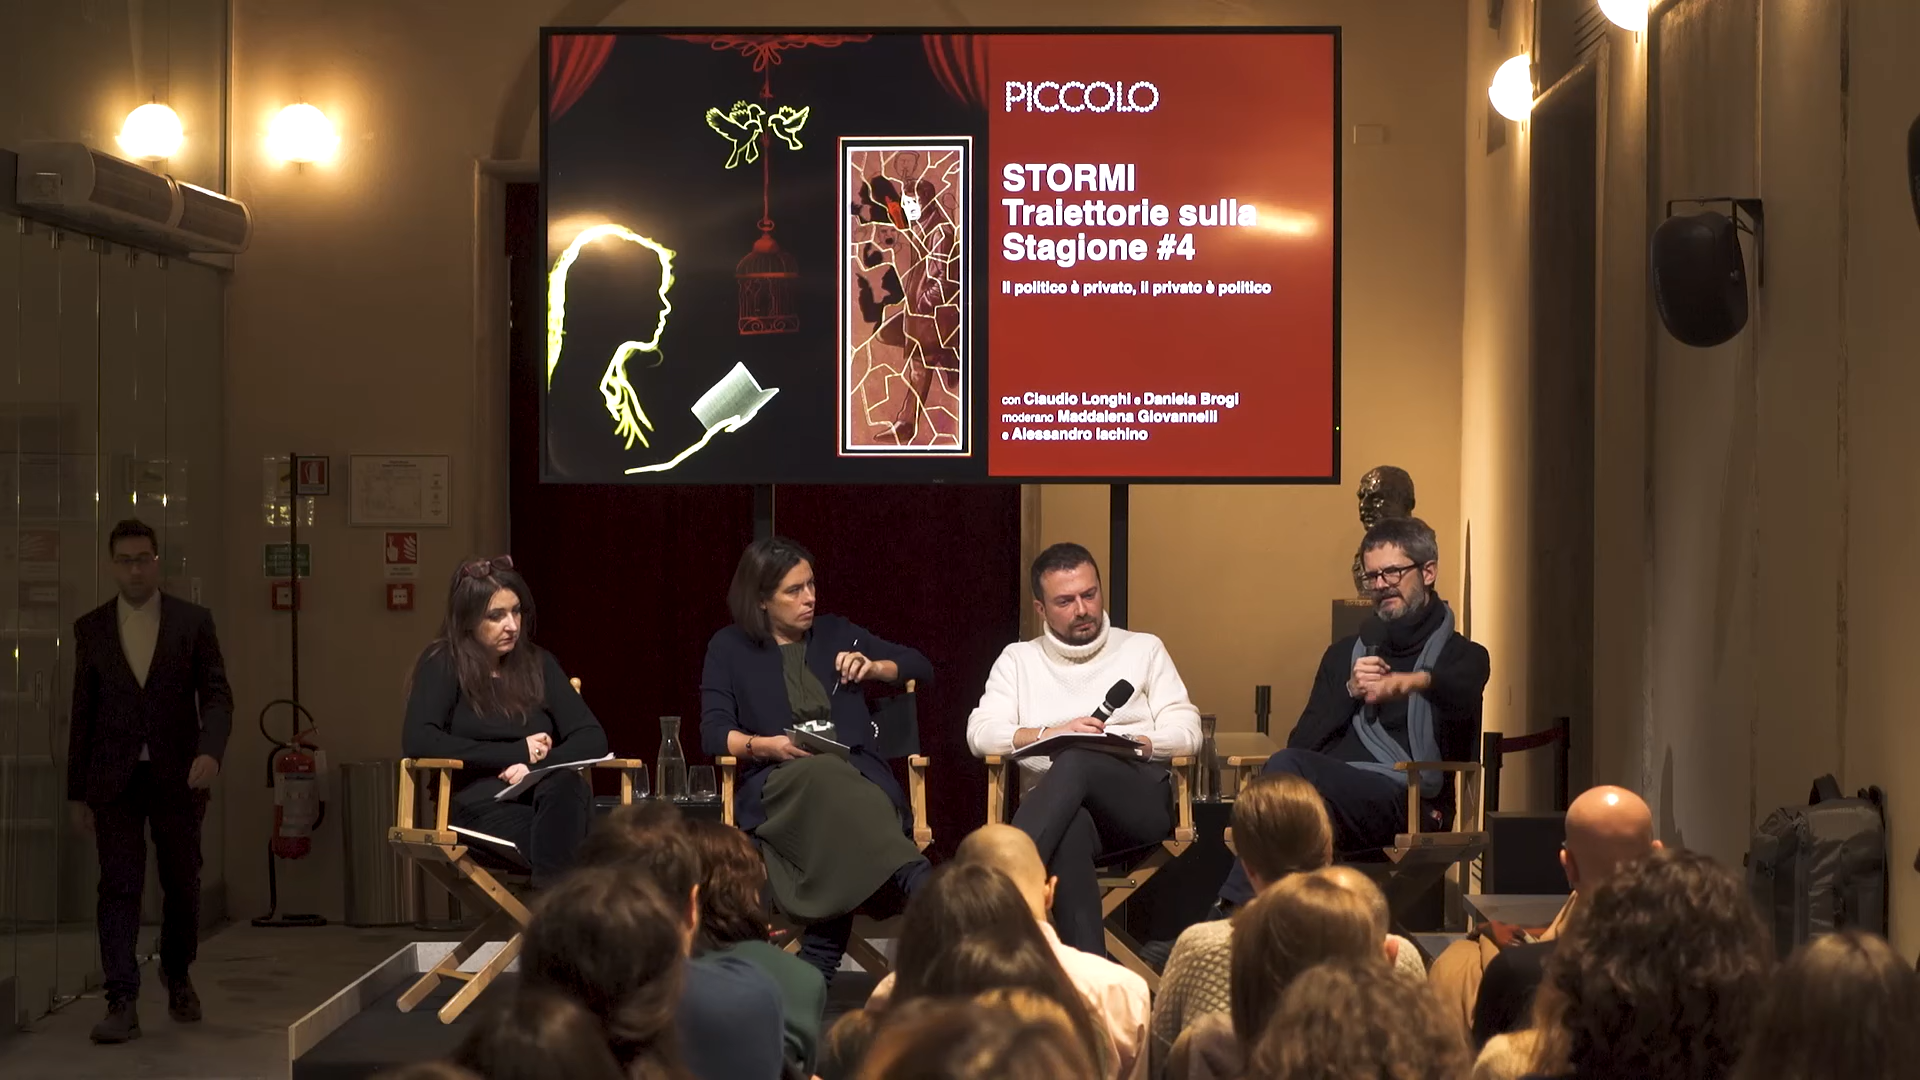 PICCOLO
STORMI
Traiettorie sulla
Stagione #4
Il politico è privato, il privato è politico
con Claudio Longhi e Daniela Brogi
moderano Maddalena Giovannelli
e Alessandro Iachino